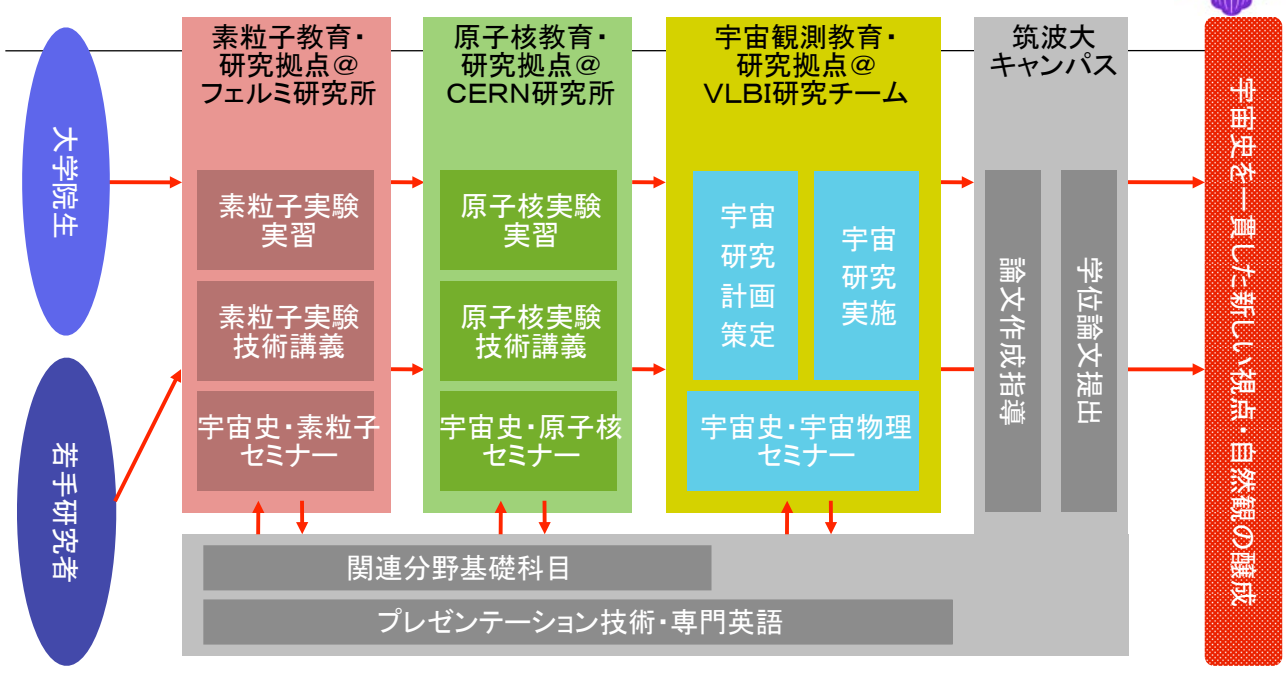 大学院生
若手研究者
素粒子教育・
研究拠点＠
フェルミ研究所
素粒子実験
実習
素粒子実験
技術講義
宇宙史・素粒子
セミナー
原子核教育・
研究拠点＠
CERN研究所
原子核実験
実習
原子核実験
技術講義
宇宙史・原子核
セミナー
宇宙観測教育・
研究拠点＠
VLBI研究チーム
宇宙
研究
計画
策定
宇宙
研究
実施
宇宙史・宇宙物理
セミナー
筑波大
キャンパス
論文作成指導
学位論文提出
関連分野基礎科目
プレゼンテーション技術・専門英語
宇宙史を一貫した新しい視点・自然観の醸成